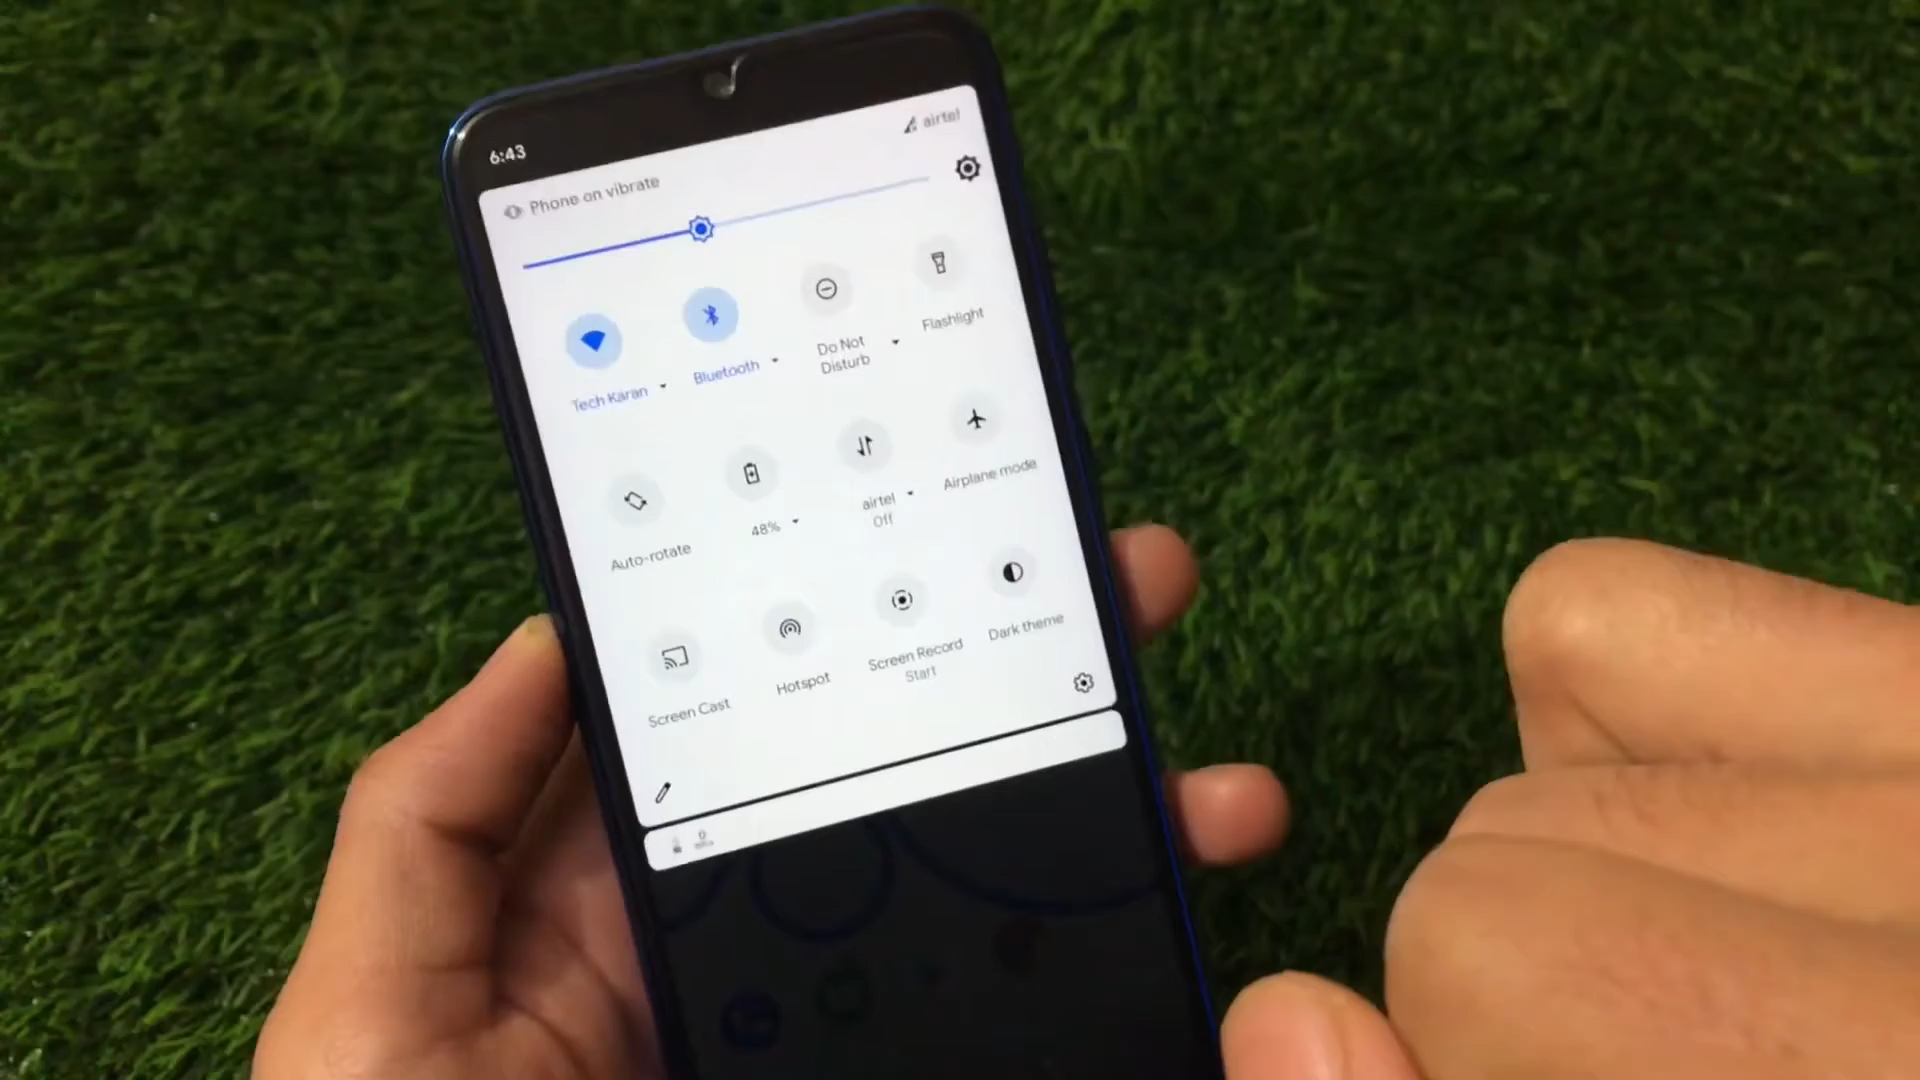 6:43
airtel
Phone on vibrate
Tech Karan
Bluetooth
Do Not
Disturb
Flashlight
Auto-rotate
48%
airtel
Off
Airplane mode
Screen Cast
Hotspot
Screen Record
Start
Dark theme